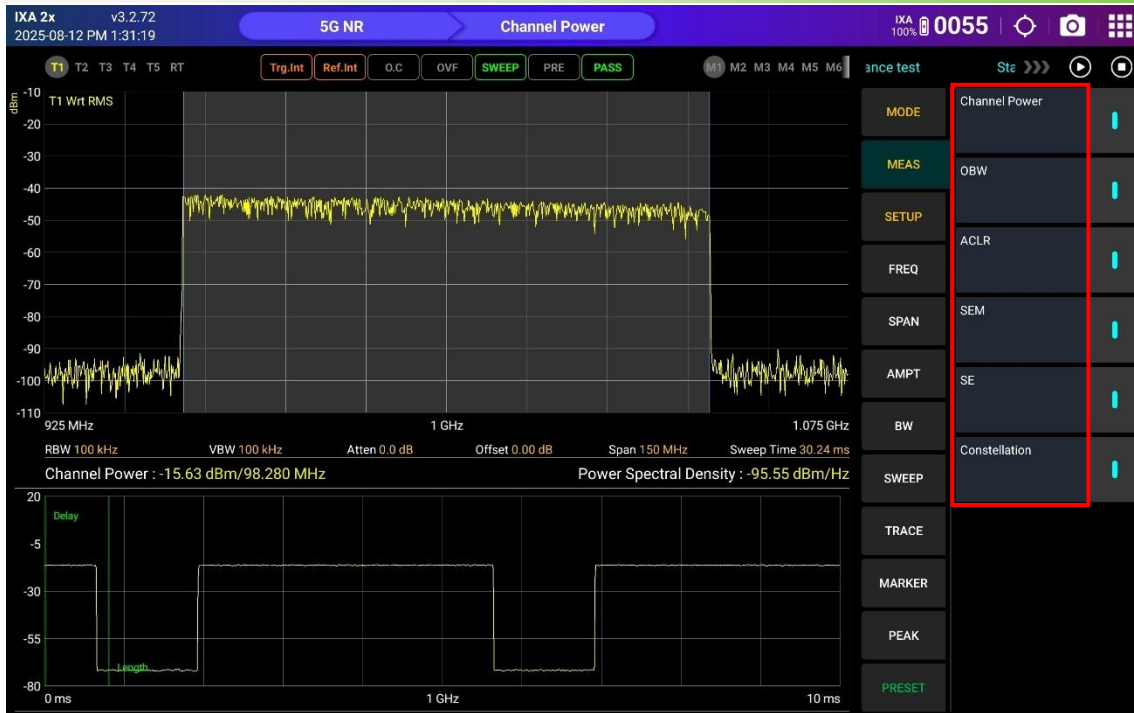 IXA 2x v3.2.72
2025-08-12 PM 1:31:19
5G NR Channel Power
IXA 100% 0055
T1 T2 T3 T4 T5 RT Trg.Int Ref.Int O.C OVF SWEEP PRE PASS M1 M2 M3 M4 M5 M6 ance test Sta
dBm
T1 Wrt RMS
-10
-20
-30
-40
-50
-60
-70
-80
-90
-100
-110
925 MHz 1 GHz 1.075 GHz
RBW 100 kHz VBW 100 kHz Atten 0.0 dB Offset 0.00 dB Span 150 MHz Sweep Time 30.24 ms
Channel Power : -15.63 dBm/98.280 MHz Power Spectral Density : -95.55 dBm/Hz
20
Delay
-5
-30
-55
Length
-80
0 ms 1 GHz 10 ms
MODE
MEAS
SETUP
FREQ
SPAN
AMPT
BW
SWEEP
TRACE
MARKER
PEAK
PRESET
Channel Power
OBW
ACLR
SEM
SE
Constellation